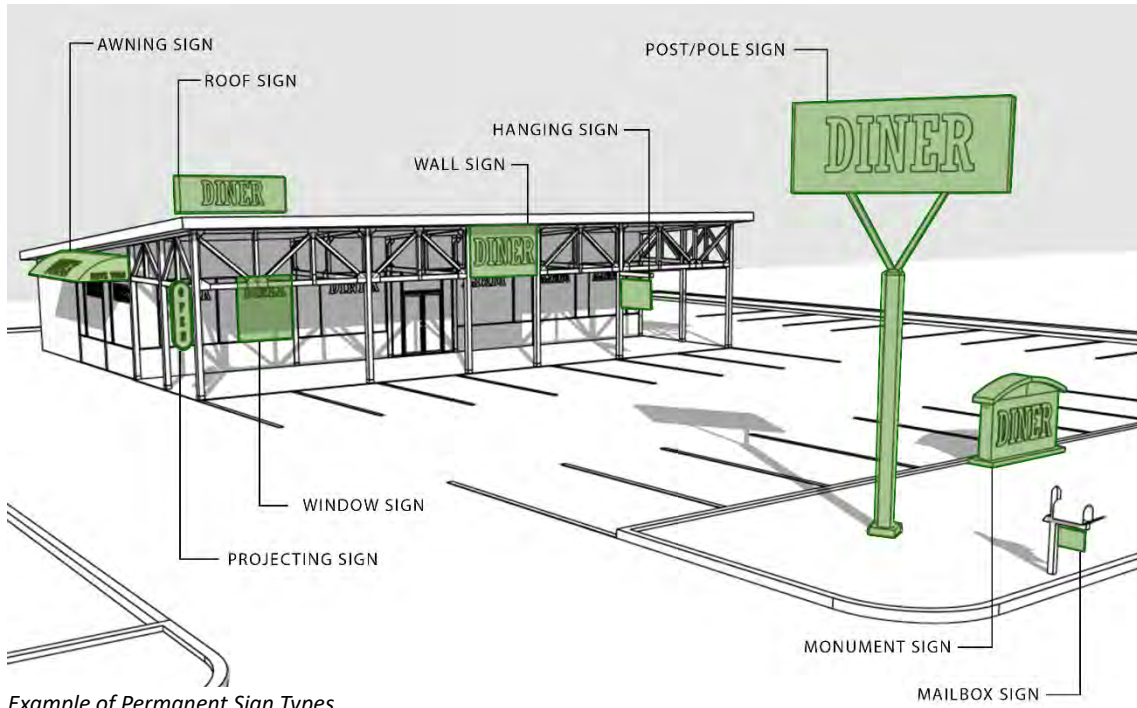 AWNING SIGN
ROOF SIGN
POST/POLE SIGN
HANGING SIGN
WALL SIGN
DINER
DINER
DINER
OPEN
DINER
WINDOW SIGN
PROJECTING SIGN
MONUMENT SIGN
MAILBOX SIGN
Example of Permanent Sign Types